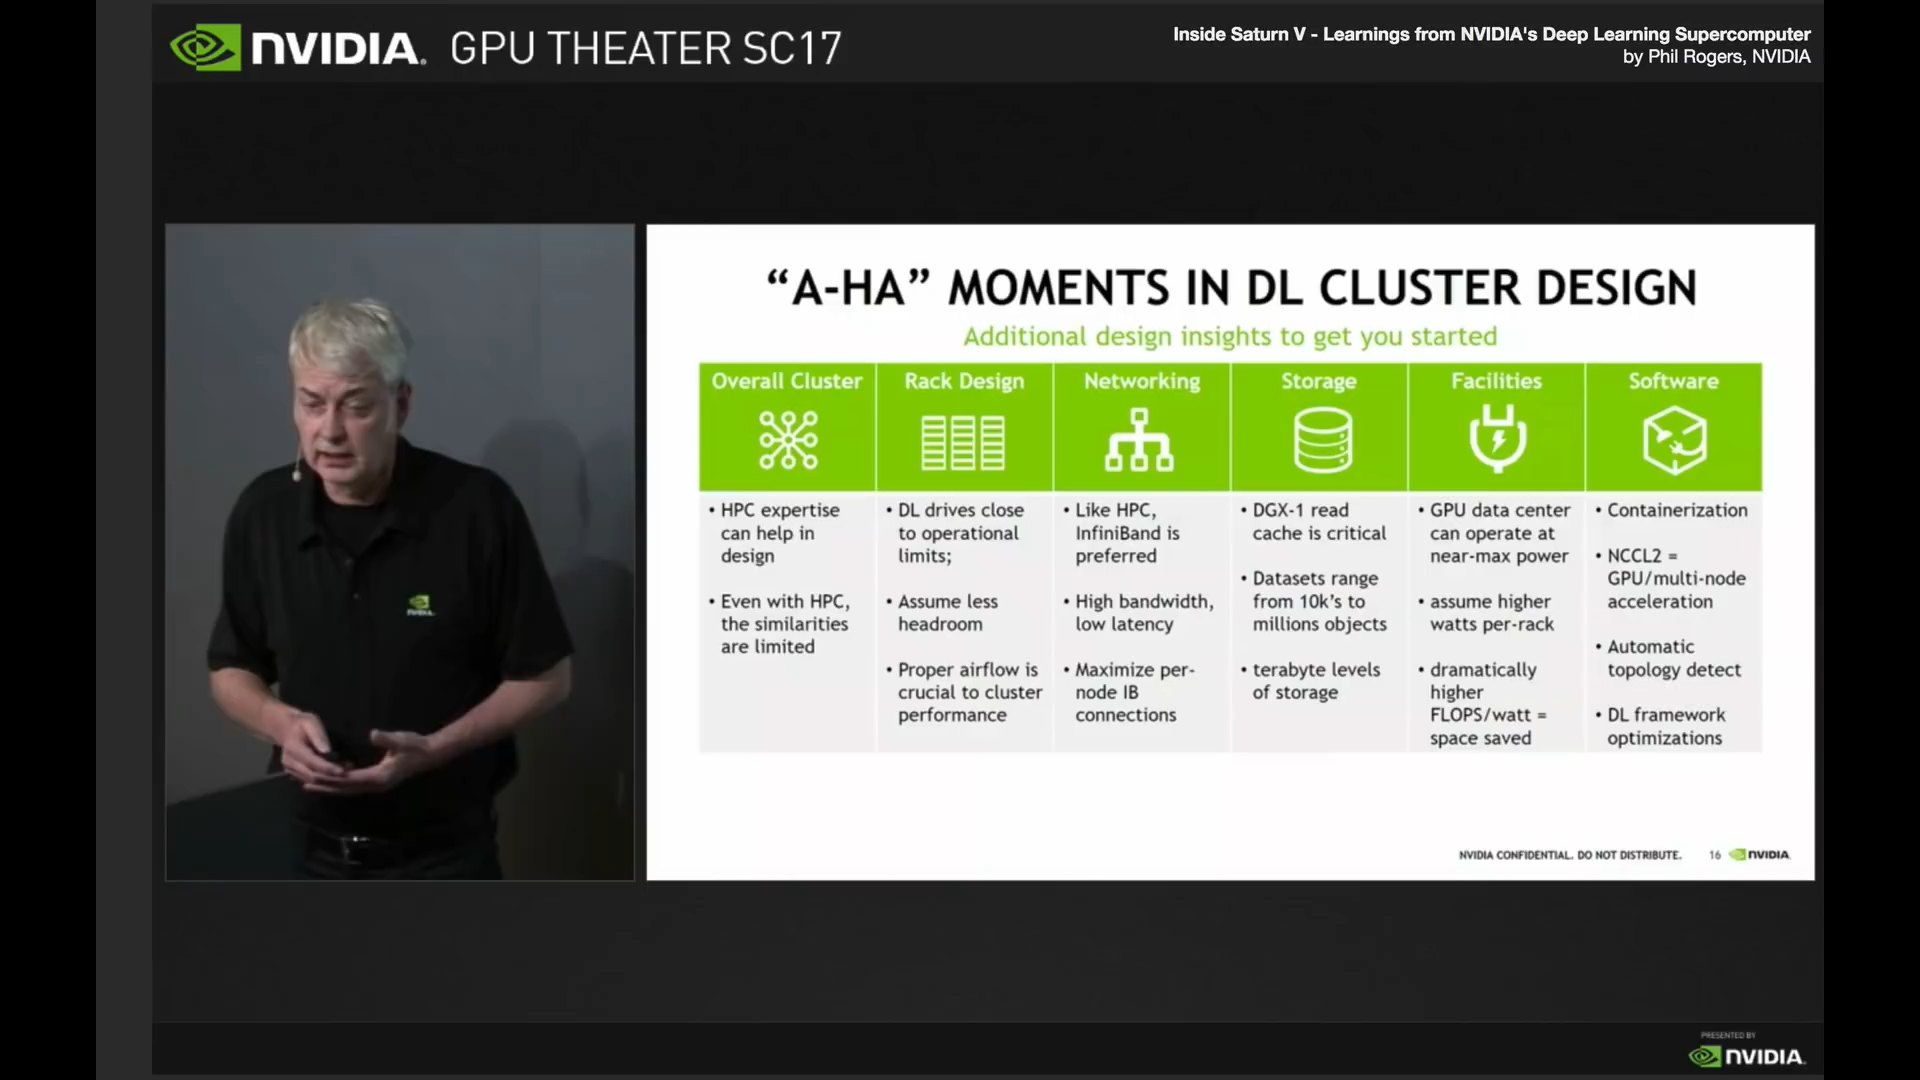 NVIDIA. GPU THEATER SC17
Inside Saturn V - Learnings from NVIDIA's Deep Learning Supercomputer
by Phil Rogers, NVIDIA
NVIDIA.
“A-HA” MOMENTS IN DL CLUSTER DESIGN
Additional design insights to get you started
Overall Cluster
• HPC expertise
can help in
design
• Even with HPC,
the similarities
are limited
Rack Design
• DL drives close
to operational
limits;
• Assume less
headroom
• Proper airflow is
crucial to cluster
performance
Networking
• Like HPC,
InfiniBand is
preferred
• High bandwidth,
low latency
• Maximize per-
node IB
connections
Storage
• DGX-1 read
cache is critical
• Datasets range
from 10k's to
millions objects
• terabyte levels
of storage
Facilities
• GPU data center
can operate at
near-max power
• assume higher
watts per-rack
• dramatically
higher
FLOPS/watt =
space saved
Software
• Containerization
• NCCL2 =
GPU/multi-node
acceleration
• Automatic
topology detect
• DL framework
optimizations
NVIDIA CONFIDENTIAL. DO NOT DISTRIBUTE. 16 NVIDIA.
PRESENTED BY
NVIDIA.